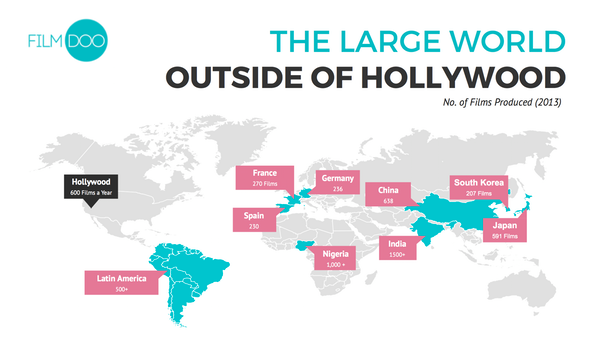 FILM DOO
THE LARGE WORLD
OUTSIDE OF HOLLYWOOD
No. of Films Produced (2013)
Hollywood
600 Films a Year
France
270 Films
Germany
236
Spain
230
China
638
South Korea
207 Films
Japan
591 Films
India
1500+
Nigeria
1,000 +
Latin America
500+